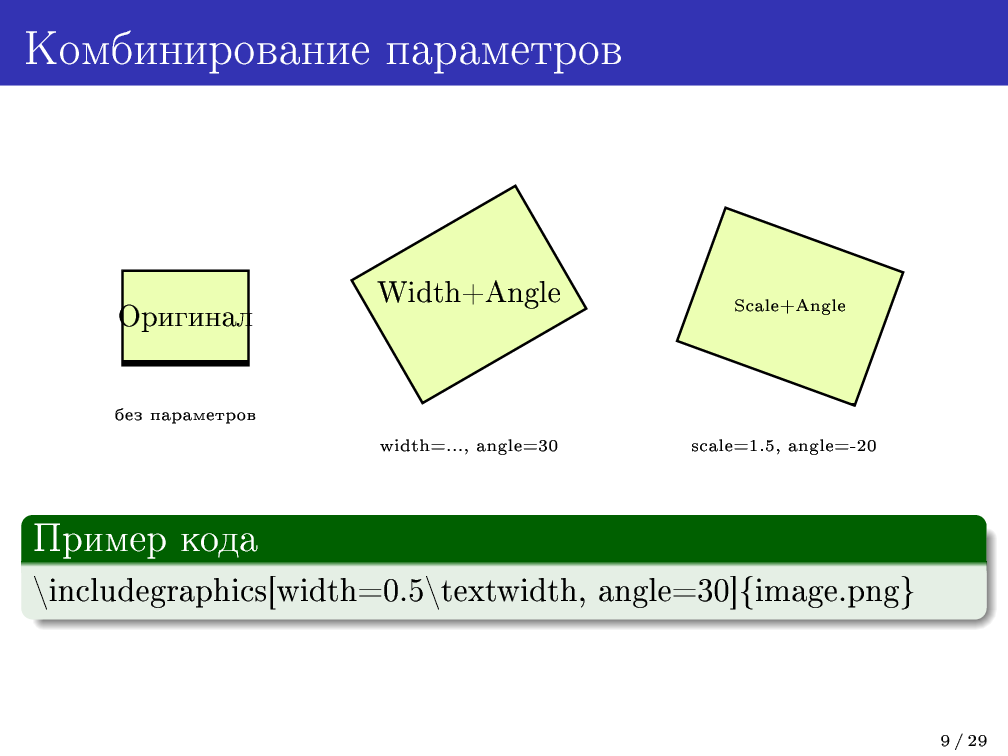 Комбинирование параметров
Оригинал
без параметров
Width+Angle
width=..., angle=30
Scale+Angle
scale=1.5, angle=-20
Пример кода
\includegraphics[width=0.5\textwidth, angle=30]{image.png}
9 / 29